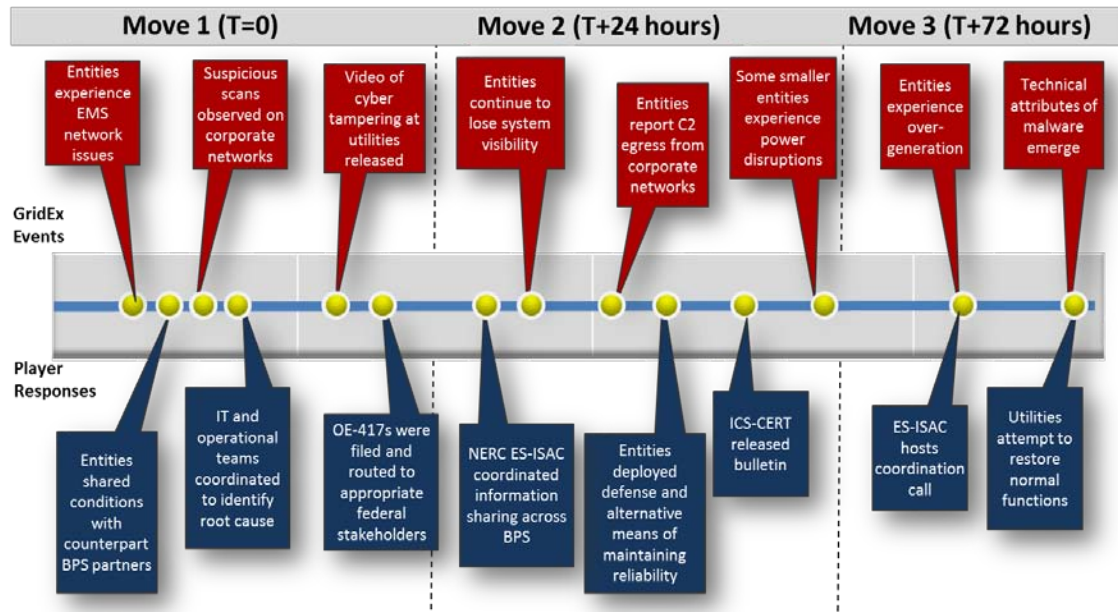 Move 1 (T=0)
Move 2 (T+24 hours)
Move 3 (T+72 hours)
Entities
experience
EMS
network
issues
Suspicious
scans
observed on
corporate
networks
Video of
cyber
tampering at
utilities
released
Entities
continue to
lose system
visibility
Entities
report C2
egress from
corporate
networks
Some smaller
entities
experience
power
disruptions
Entities
experience
over-
generation
Technical
attributes of
malware
emerge
GridEx
Events
Player
Responses
Entities
shared
conditions
with
counterpart
BPS partners
IT and
operational
teams
coordinated
to identify
root cause
OE-417s were
filed and
routed to
appropriate
federal
stakeholders
NERC ES-ISAC
coordinated
information
sharing across
BPS
Entities
deployed
defense and
alternative
means of
maintaining
reliability
ICS-CERT
released
bulletin
ES-ISAC
hosts
coordination
call
Utilities
attempt to
restore
normal
functions